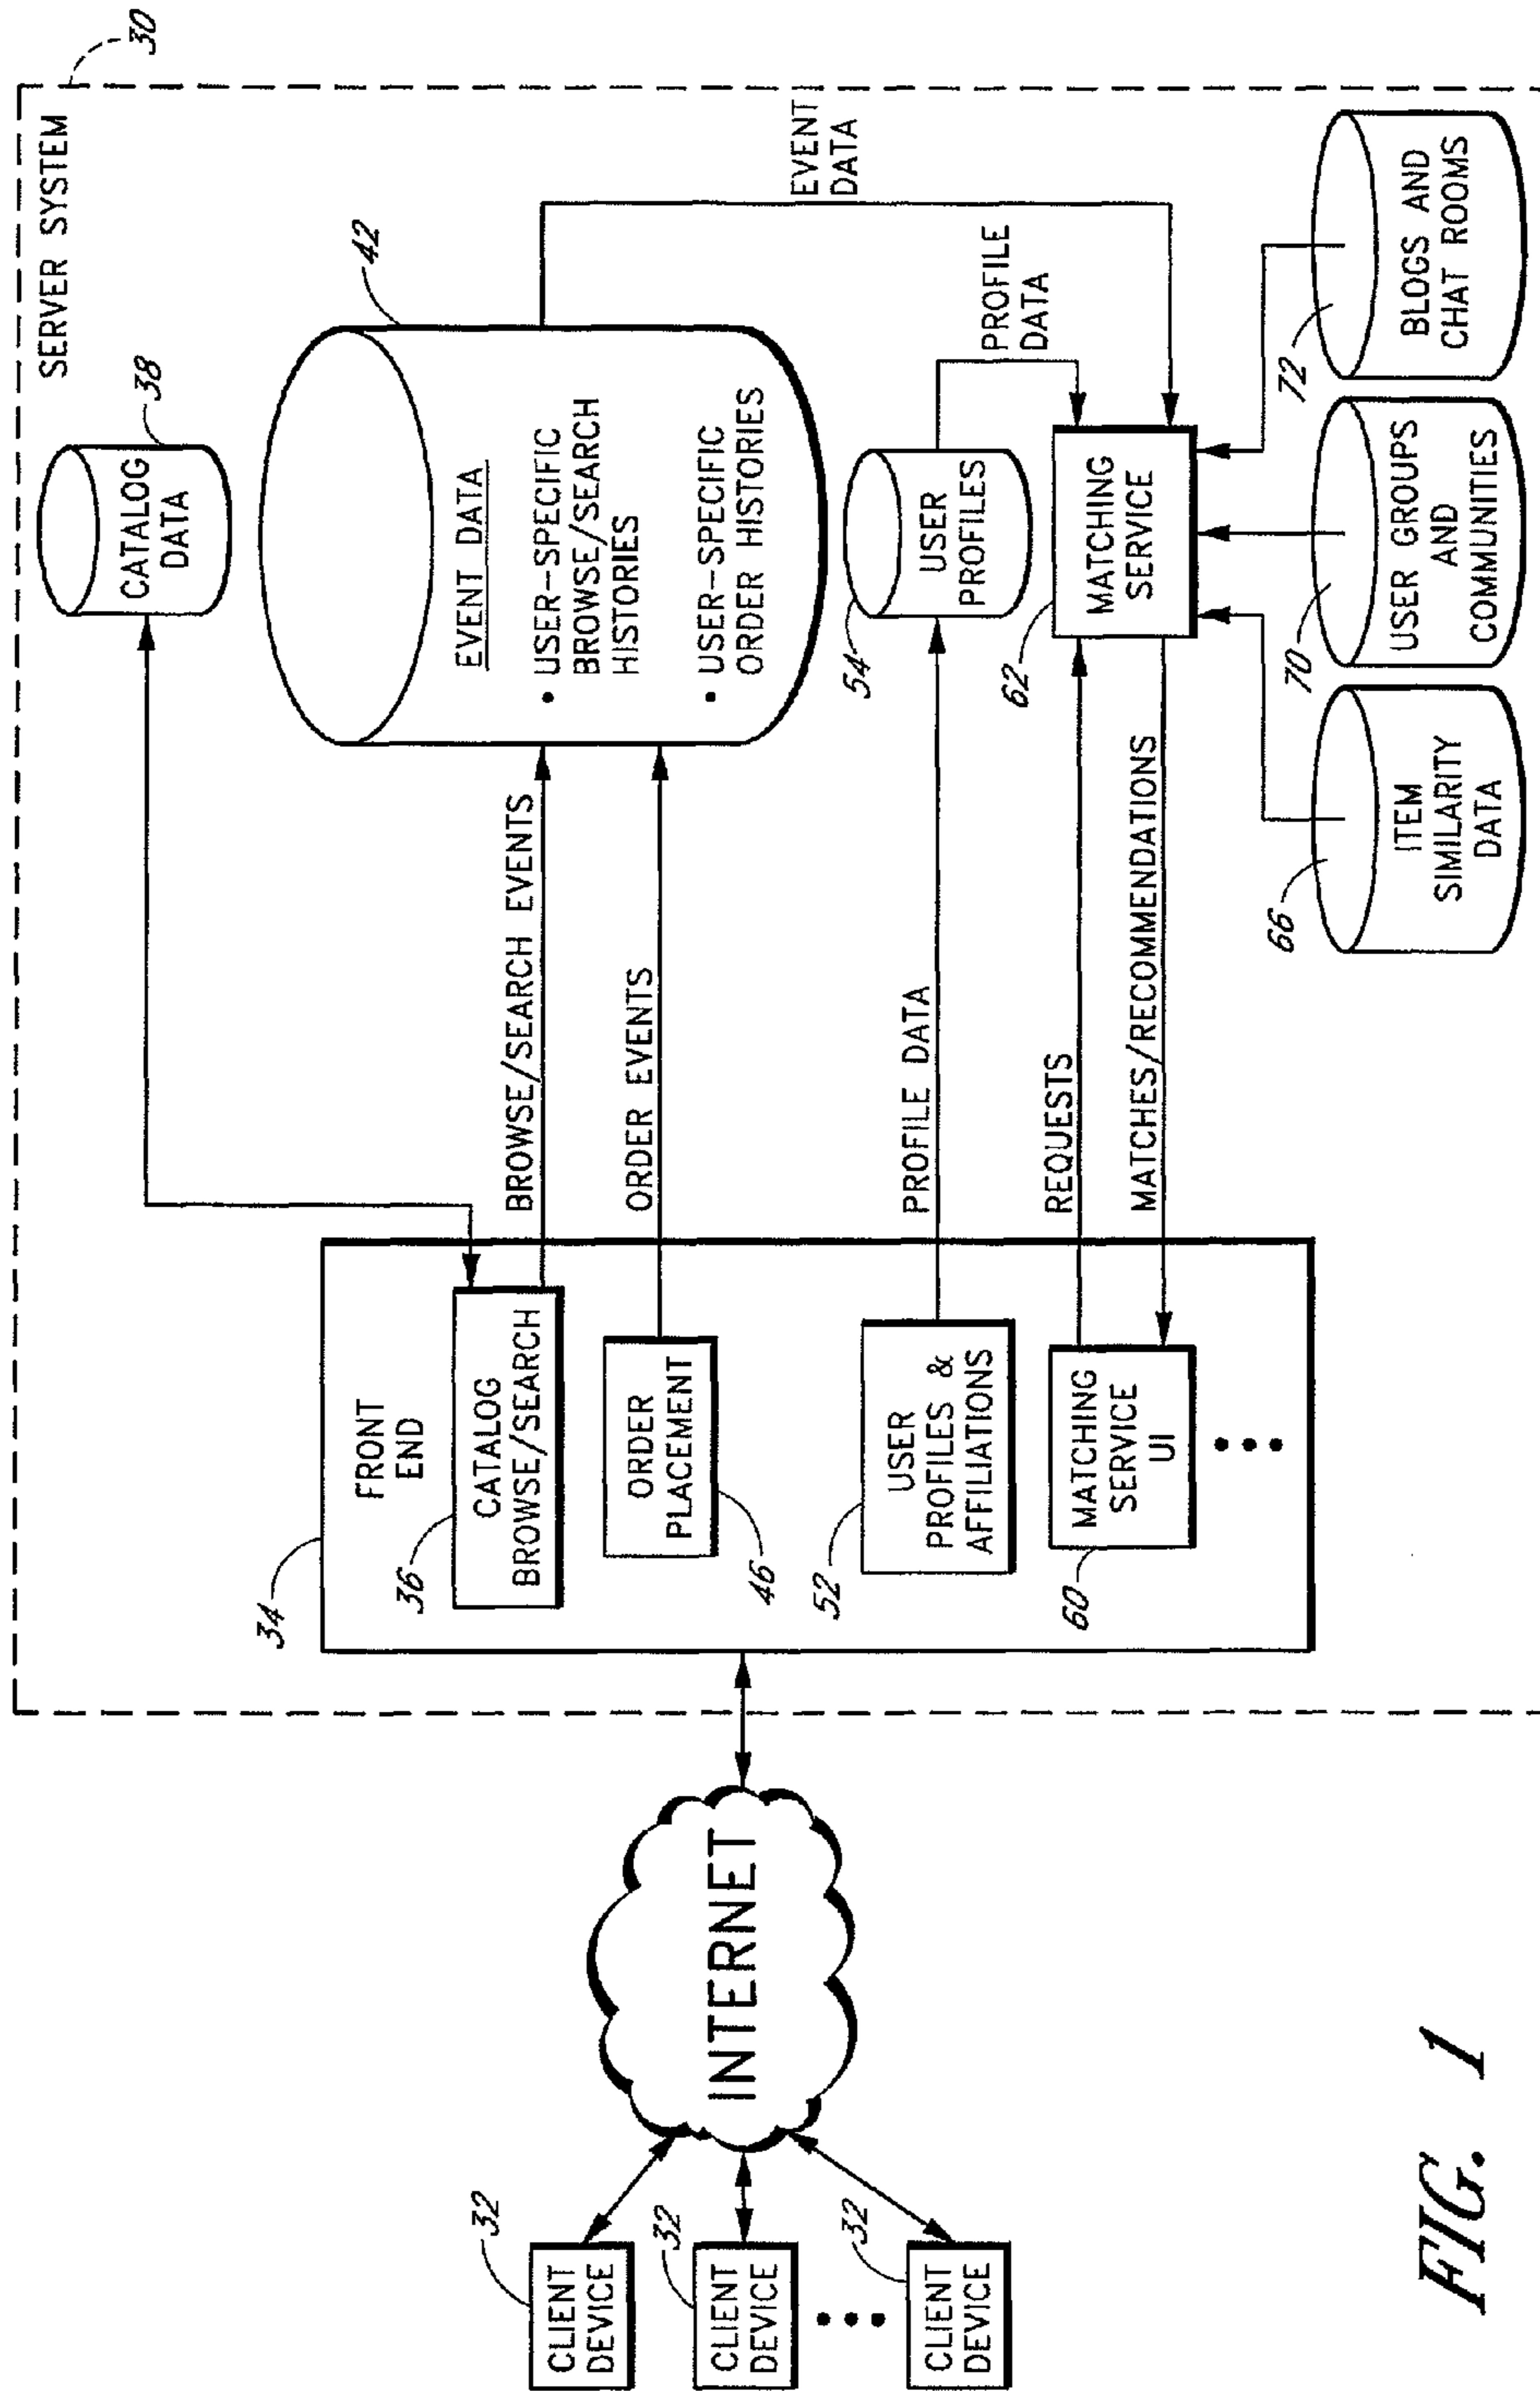 SERVER SYSTEM
30
CATALOG
DATA
38
34
FRONT
END
36
CATALOG
BROWSE/SEARCH
BROWSE/SEARCH EVENTS
46
ORDER
PLACEMENT
ORDER EVENTS
42
EVENT DATA
• USER-SPECIFIC
BROWSE/SEARCH
HISTORIES
• USER-SPECIFIC
ORDER HISTORIES
EVENT
DATA
52
USER
PROFILES &
AFFILIATIONS
PROFILE DATA
54
USER
PROFILES
PROFILE
DATA
60
MATCHING
SERVICE
UI
REQUESTS
MATCHES/RECOMMENDATIONS
62
MATCHING
SERVICE
66
ITEM
SIMILARITY
DATA
70
USER GROUPS
AND
COMMUNITIES
72
BLOGS AND
CHAT ROOMS
INTERNET
32
CLIENT
DEVICE
32
CLIENT
DEVICE
32
CLIENT
DEVICE
FIG. 1